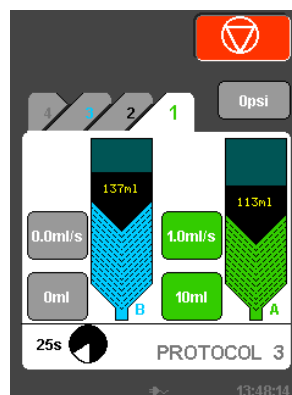 0psi
4 3 2 1
137ml
113ml
0.0ml/s
1.0ml/s
0ml
10ml
B
A
25s
PROTOCOL 3
13:48:14